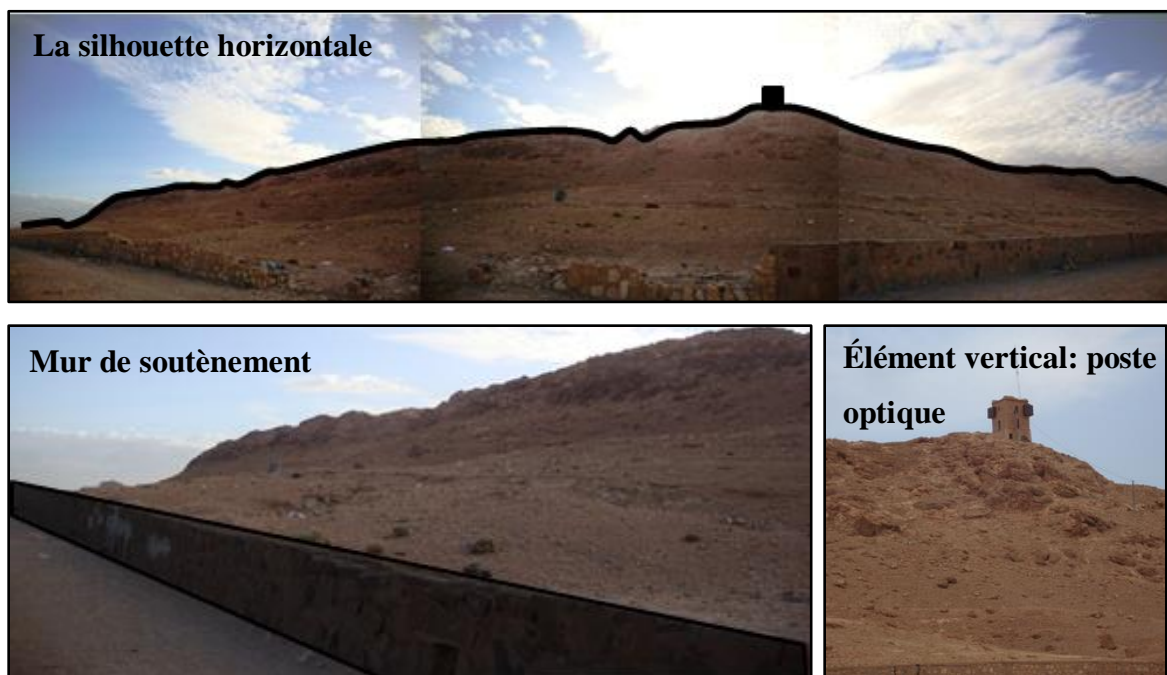 La silhouette horizontale
Mur de soutènement
Élément vertical: poste
optique